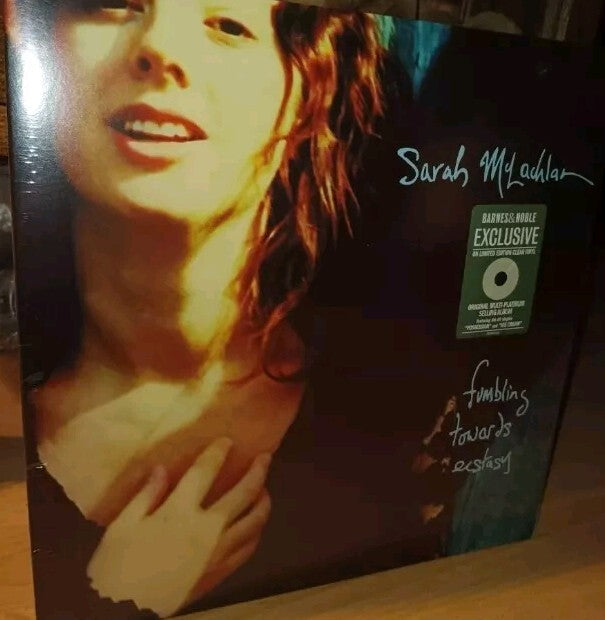 Sarah McLachlan
BARNES&NOBLE
EXCLUSIVE
ON LIMITED EDITION CLEAR VINYL
ORIGINAL MULTI-PLATINUM
SELLING ALBUM
"POSSESSION" and "ICE CREAM"
fumbling
towards
ecstasy